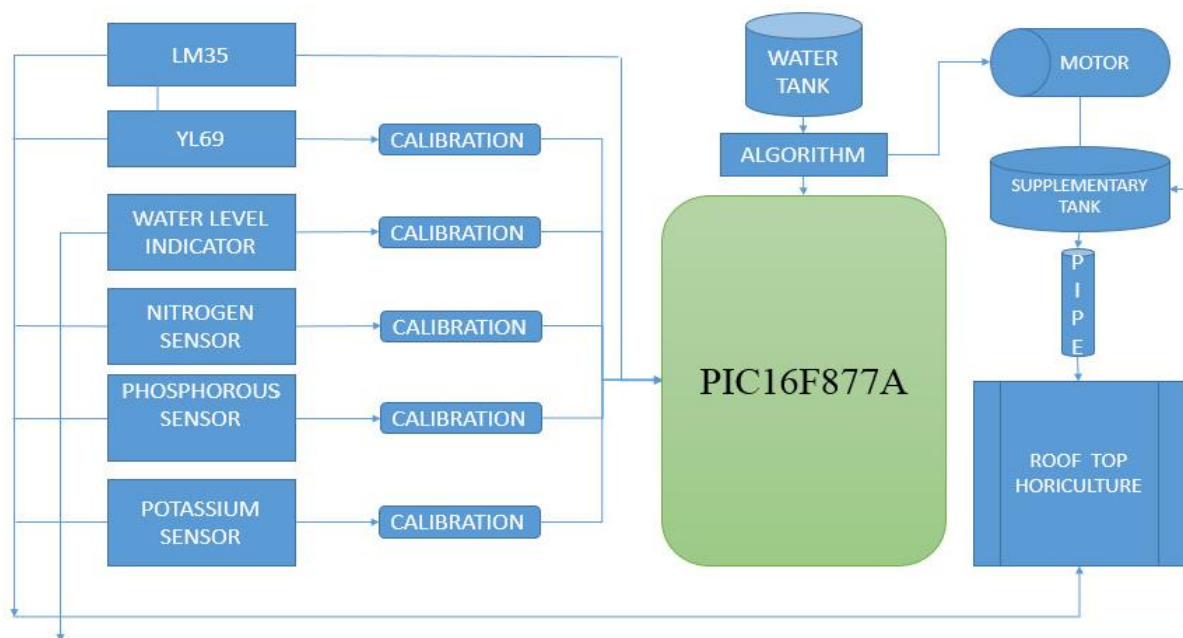 LM35
YL69
CALIBRATION
WATER LEVEL
INDICATOR
CALIBRATION
NITROGEN
SENSOR
CALIBRATION
PHOSPHOROUS
SENSOR
CALIBRATION
POTASSIUM
SENSOR
CALIBRATION
WATER
TANK
ALGORITHM
PIC16F877A
MOTOR
SUPPLEMENTARY
TANK
P
I
P
E
ROOF TOP
HORICULTURE